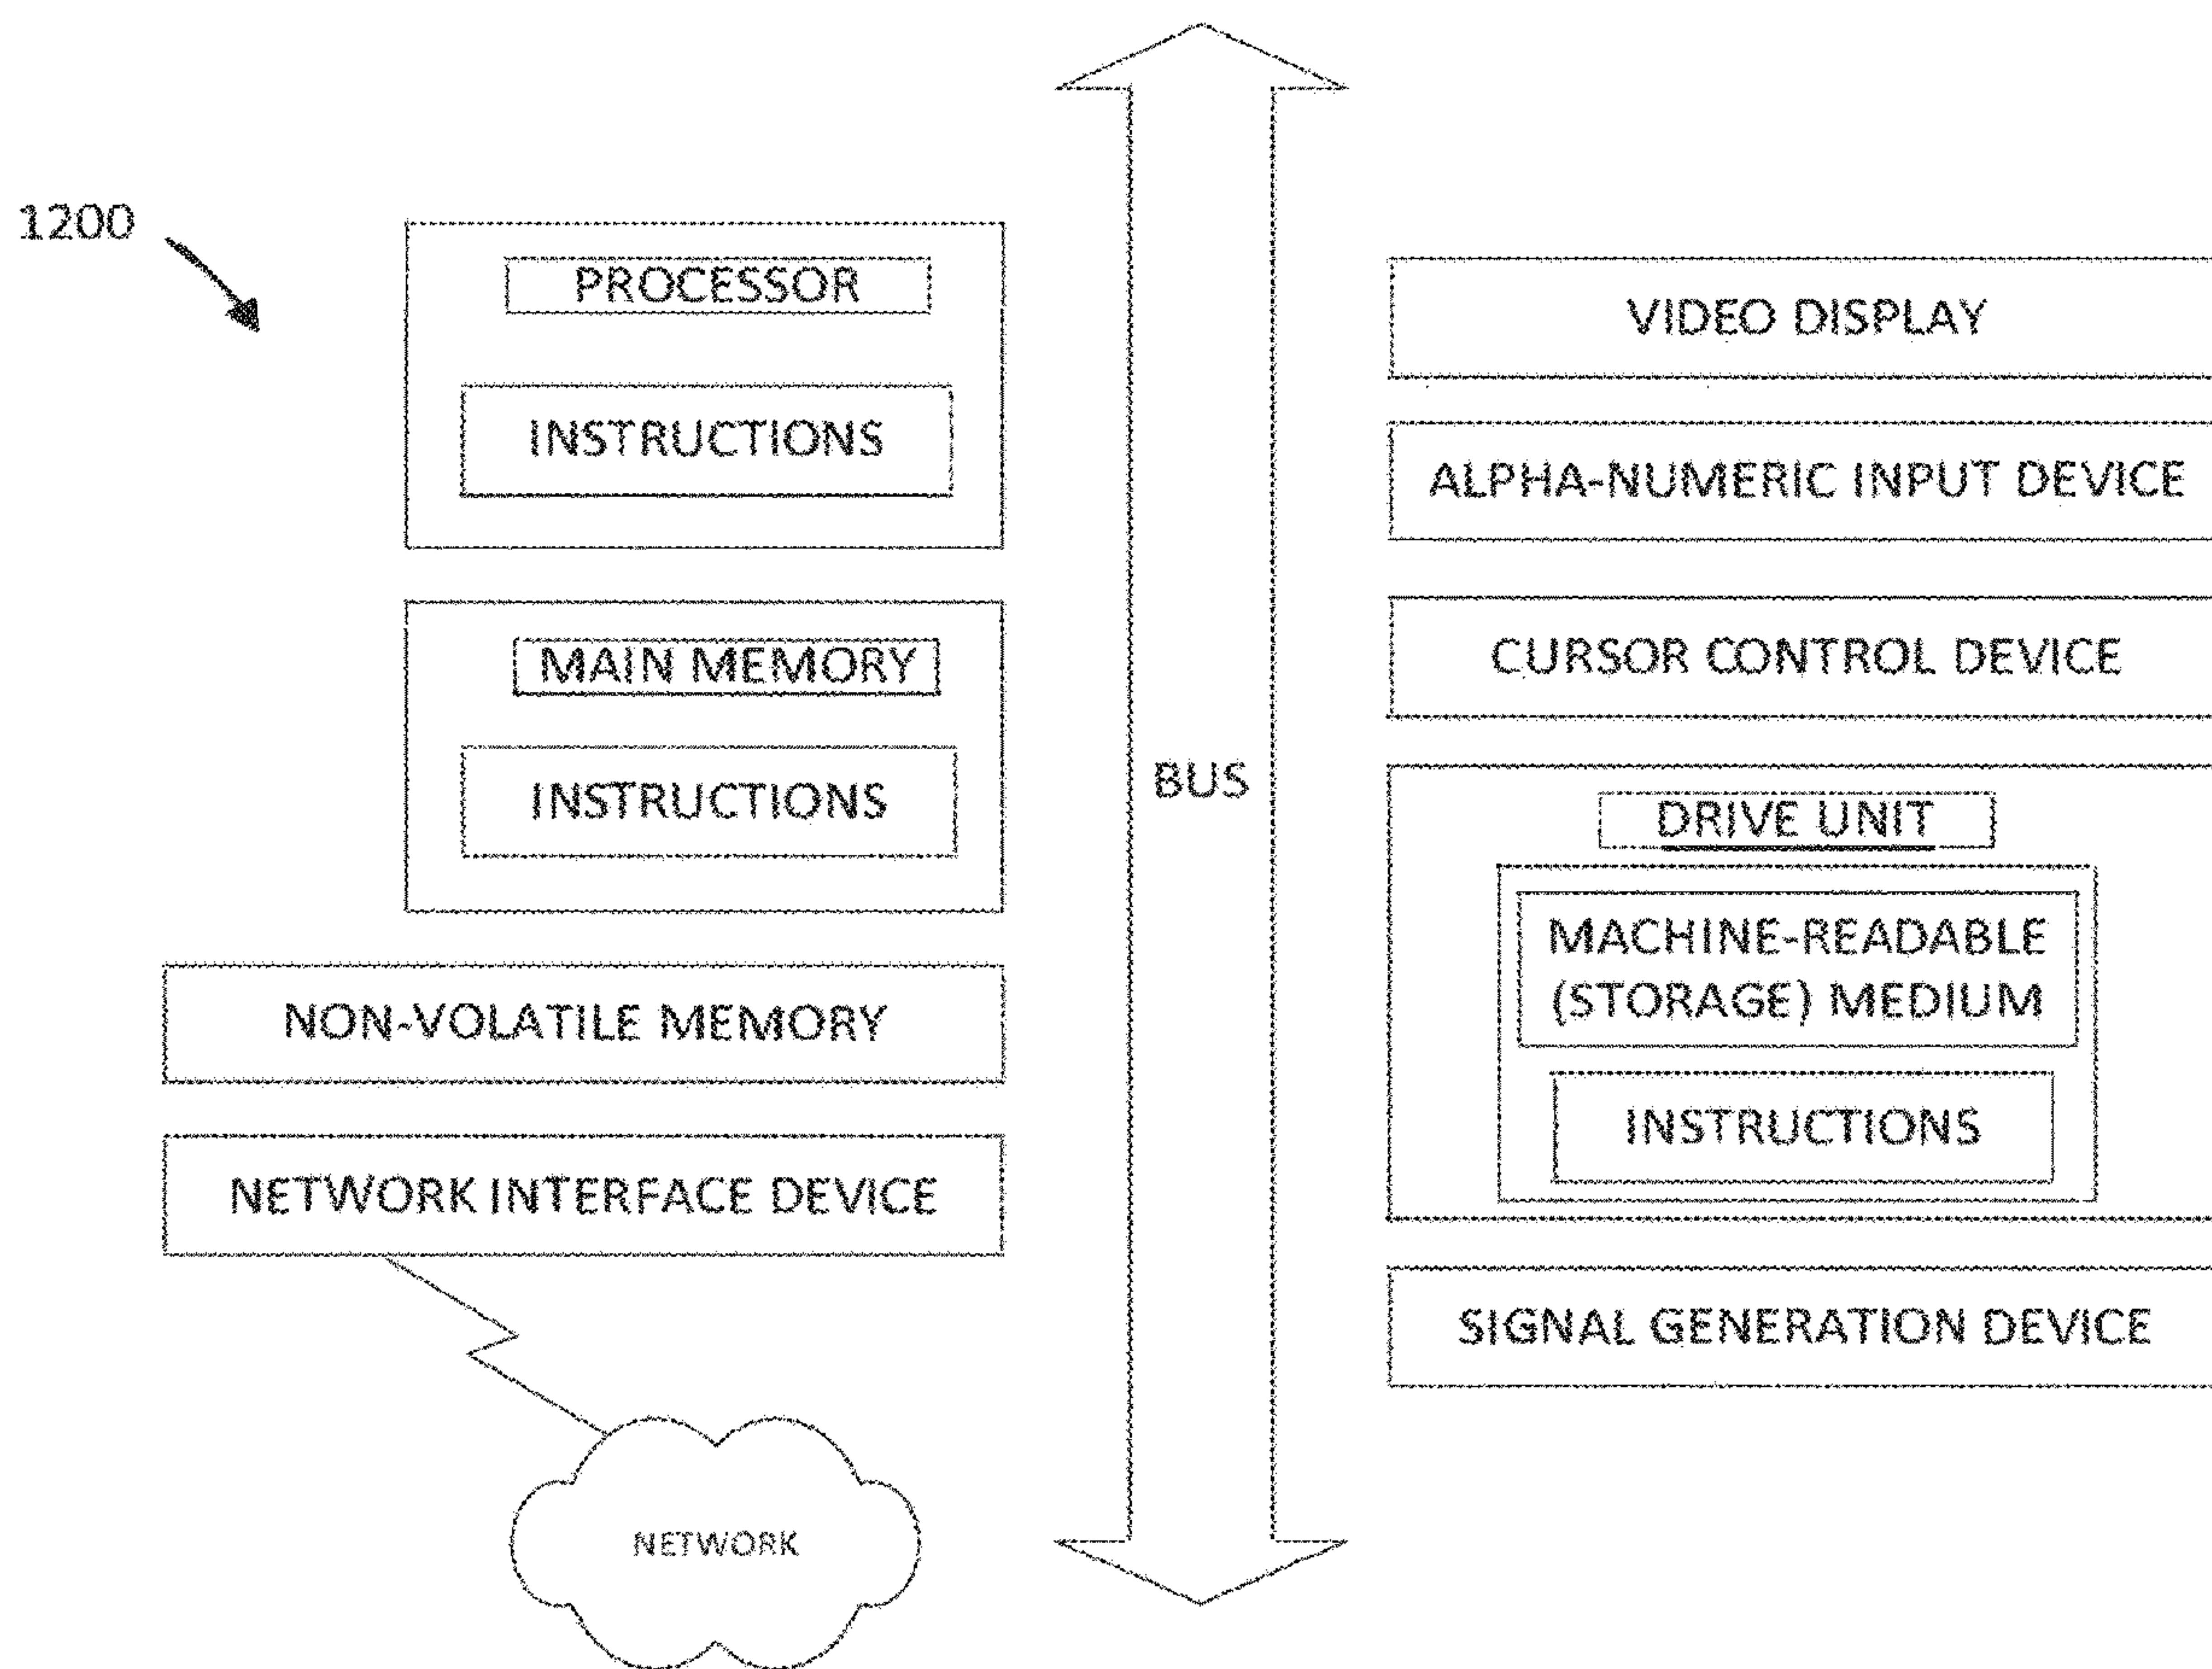 1200
PROCESSOR
INSTRUCTIONS
MAIN MEMORY
INSTRUCTIONS
NON-VOLATILE MEMORY
NETWORK INTERFACE DEVICE
NETWORK
BUS
VIDEO DISPLAY
ALPHA-NUMERIC INPUT DEVICE
CURSOR CONTROL DEVICE
DRIVE UNIT
MACHINE-READABLE
(STORAGE) MEDIUM
INSTRUCTIONS
SIGNAL GENERATION DEVICE